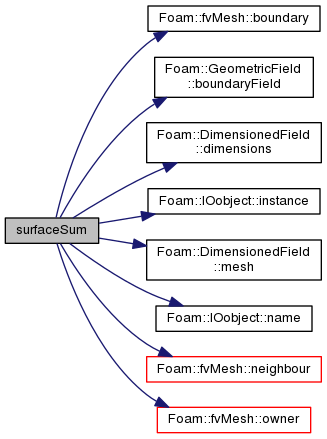 Foam::fvMesh::boundary
Foam::GeometricField
::boundaryField
Foam::DimensionedField
::dimensions
Foam::IOobject::instance
surfaceSum
Foam::DimensionedField
::mesh
Foam::IOobject::name
Foam::fvMesh::neighbour
Foam::fvMesh::owner